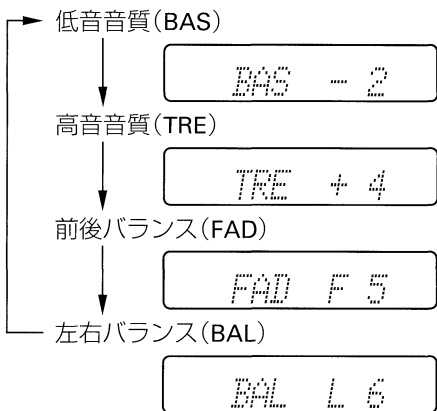 低音音質(BAS)
BAS - 2
高音音質(TRE)
TRE + 4
前後バランス(FAD)
FAD F 5
左右バランス(BAL)
BAL L 6